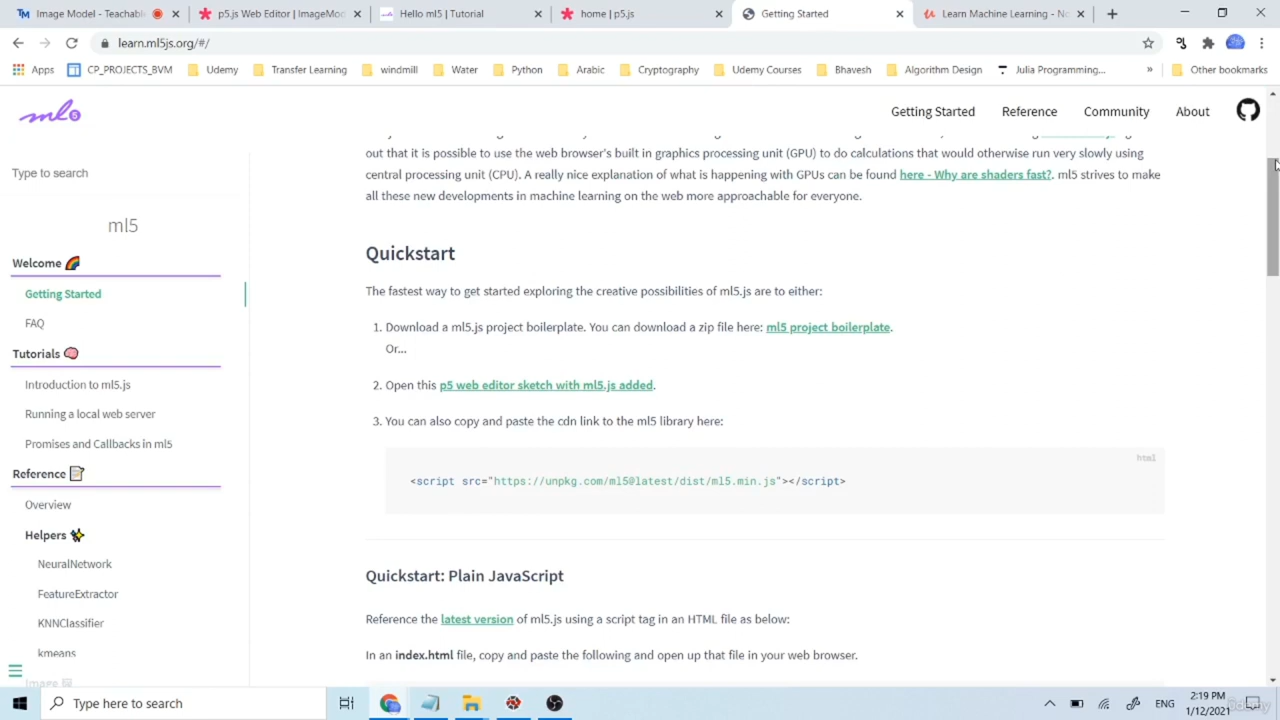 Image Model - Teachable
p5.js Web Editor | ImageMod
Hello ml5 | Tutorial
home | p5.js
Getting Started
Learn Machine Learning - No
learn.ml5js.org/#/
Apps
CP_PROJECTS_BVM
Udemy
Transfer Learning
windmill
Water
Python
Arabic
Cryptography
Udemy Courses
Bhavesh
Algorithm Design
Julia Programming...
»
Other bookmarks
ml5
Getting Started
Reference
Community
About
out that it is possible to use the web browser's built in graphics processing unit (GPU) to do calculations that would otherwise run very slowly using
central processing unit (CPU). A really nice explanation of what is happening with GPUs can be found here - Why are shaders fast?. ml5 strives to make
all these new developments in machine learning on the web more approachable for everyone.
Type to search
ml5
Welcome 🌈
Getting Started
FAQ
Tutorials 🧠
Introduction to ml5.js
Running a local web server
Promises and Callbacks in ml5
Reference 📝
Overview
Helpers ✨
NeuralNetwork
FeatureExtractor
KNNClassifier
kmeans
Image
Quickstart
The fastest way to get started exploring the creative possibilities of ml5.js are to either:
1. Download a ml5.js project boilerplate. You can download a zip file here: ml5 project boilerplate.
Or...
2. Open this p5 web editor sketch with ml5.js added.
3. You can also copy and paste the cdn link to the ml5 library here:
html
<script src="https://unpkg.com/ml5@latest/dist/ml5.min.js"></script>
Quickstart: Plain JavaScript
Reference the latest version of ml5.js using a script tag in an HTML file as below:
In an index.html file, copy and paste the following and open up that file in your web browser.
Type here to search
ENG
2:19 PM
1/12/2021
Udemy